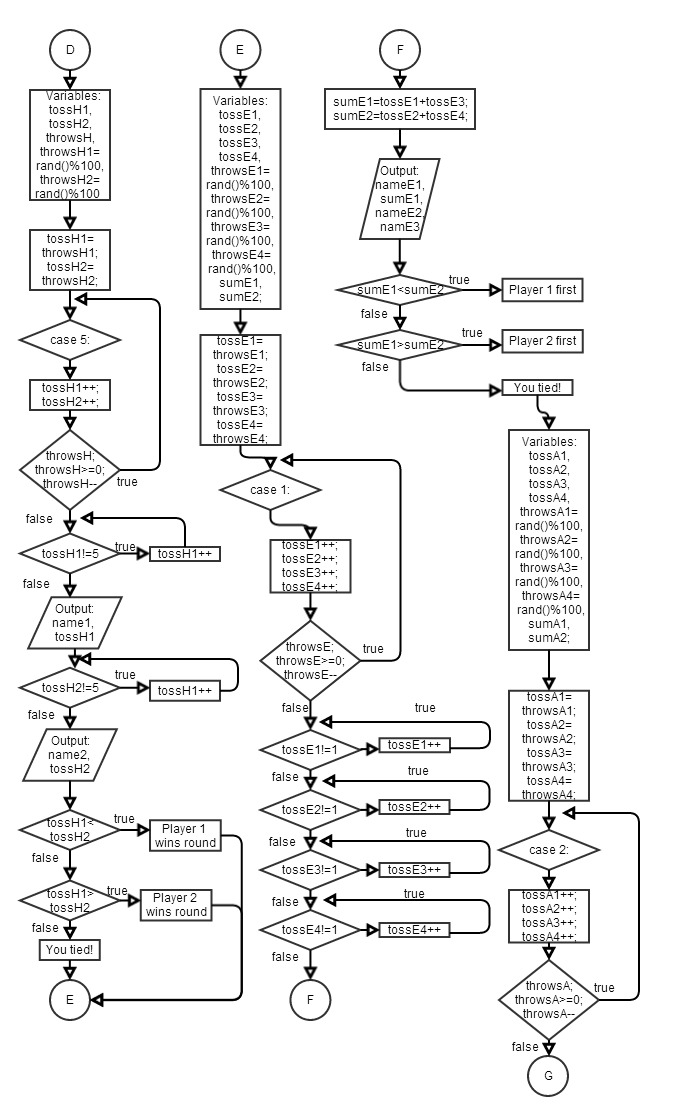 D
Variables:
tossH1,
tossH2,
throwsH,
throwsH1=
rand()%100,
throwsH2=
rand()%100
tossH1=
throwsH1;
tossH2=
throwsH2;
case 5:
tossH1++;
tossH2++;
throwsH;
throwsH>=0;
throwsH--
true
false
tossH1!=5
true
tossH1++
false
Output:
name1,
tossH1
tossH2!=5
true
tossH1++
false
Output:
name2,
tossH2
tossH1<
tossH2
true
Player 1
wins round
false
tossH1>
tossH2
true
Player 2
wins round
false
You tied!
E
E
Variables:
tossE1,
tossE2,
tossE3,
tossE4,
throwsE1=
rand()%100,
throwsE2=
rand()%100,
throwsE3=
rand()%100,
throwsE4=
rand()%100,
sumE1,
sumE2;
tossE1=
throwsE1;
tossE2=
throwsE2;
tossE3=
throwsE3;
tossE4=
throwsE4;
case 1:
tossE1++;
tossE2++;
tossE3++;
tossE4++;
throwsE;
throwsE>=0;
throwsE--
true
false
true
tossE1!=1
tossE1++
false
true
tossE2!=1
tossE2++
false
true
tossE3!=1
tossE3++
false
true
tossE4!=1
tossE4++
false
F
F
sumE1=tossE1+tossE3;
sumE2=tossE2+tossE4;
Output:
nameE1,
sumE1,
nameE2,
namE3
sumE1<sumE2
true
Player 1 first
false
sumE1>sumE2
true
Player 2 first
false
You tied!
Variables:
tossA1,
tossA2,
tossA3,
tossA4,
throwsA1=
rand()%100,
throwsA2=
rand()%100,
throwsA3=
rand()%100,
throwsA4=
rand()%100,
sumA1,
sumA2;
tossA1=
throwsA1;
tossA2=
throwsA2;
tossA3=
throwsA3;
tossA4=
throwsA4;
case 2:
tossA1++;
tossA2++;
tossA3++;
tossA4++;
throwsA;
throwsA>=0;
throwsA--
true
false
G